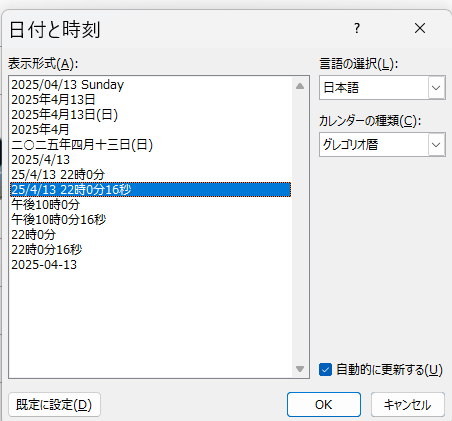 日付と時刻
?
表示形式(A):
2025/04/13 Sunday
2025年4月13日
2025年4月13日(日)
2025年4月
二〇二五年四月十三日(日)
2025/4/13
25/4/13 22時0分
25/4/13 22時0分16秒
午後10時0分
午後10時0分16秒
22時0分
22時0分16秒
2025-04-13
言語の選択(L):
日本語
カレンダーの種類(C):
グレゴリオ暦
自動的に更新する(U)
既定に設定(D)
OK
キャンセル